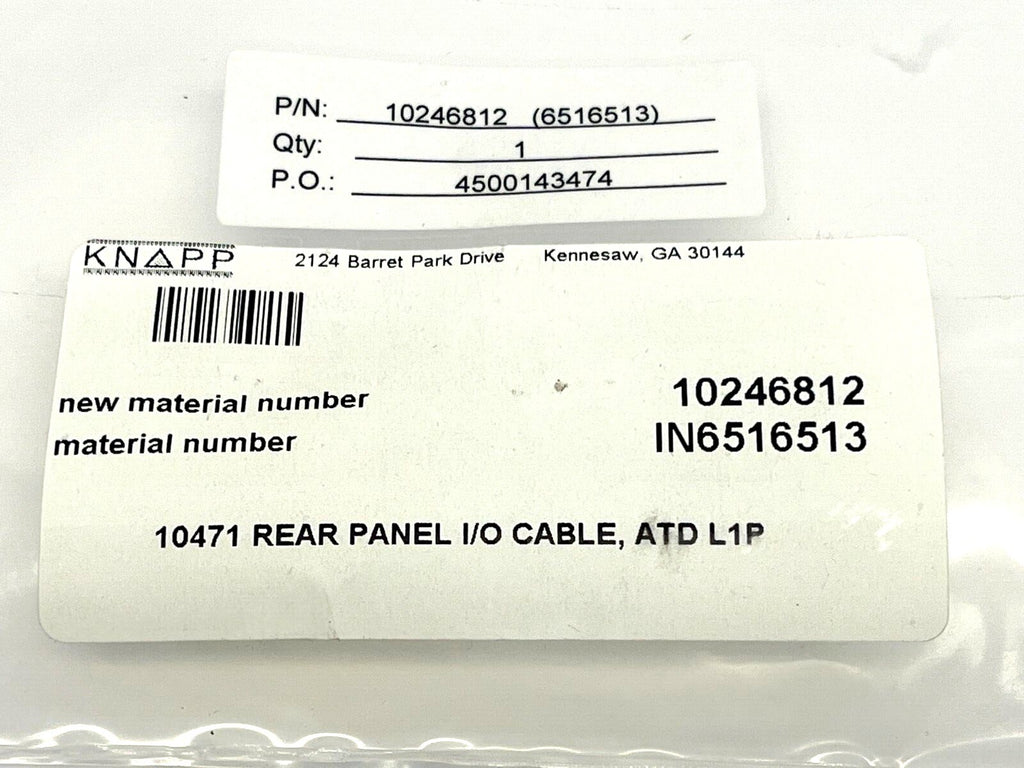 P/N: 10246812 (6516513)
Qty: 1
P.O.: 4500143474
KNAPP 2124 Barret Park Drive Kennesaw, GA 30144
new material number 10246812
material number IN6516513
10471 REAR PANEL I/O CABLE, ATD L1P